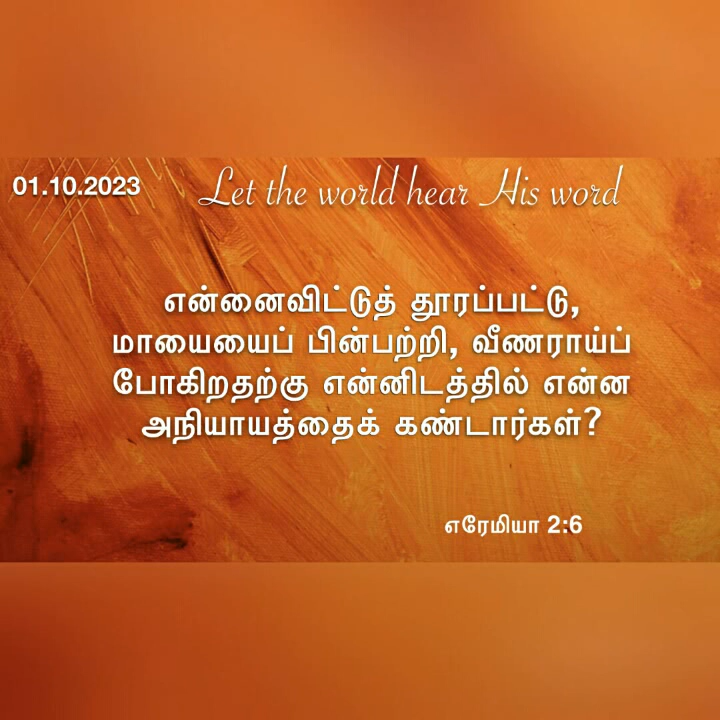 01.10.2023
Let the world hear His word
என்னைவிட்டுத் தூரப்பட்டு,
மாயையைப் பின்பற்றி, வீணராய்ப்
போகிறதற்கு என்னிடத்தில் என்ன
அநியாயத்தைக் கண்டார்கள்?
எரேமியா 2:6